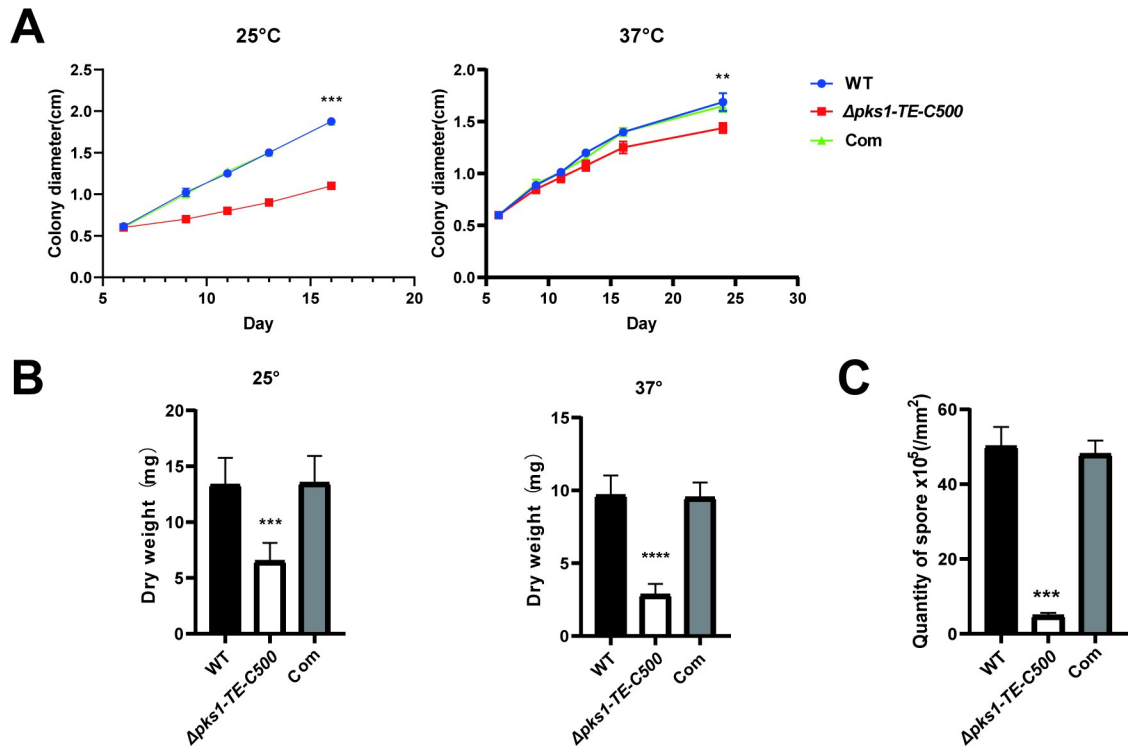 A
25°C
37°C
Colony diameter(cm)
2.5
2.0
1.5
1.0
0.5
0.0
5
10
15
20
Day
***
Colony diameter(cm)
2.0
1.5
1.0
0.5
0.0
5
10
15
20
25
30
Day
**
WT
Δpks1-TE-C500
Com
B
25°
Dry weight (mg)
20
15
10
5
0
***
WT
Δpks1-TE-C500
Com
37°
Dry weight (mg)
15
10
5
0
****
WT
Δpks1-TE-C500
Com
C
Quantity of spore x10⁵(/mm²)
60
40
20
0
***
WT
Δpks1-TE-C500
Com